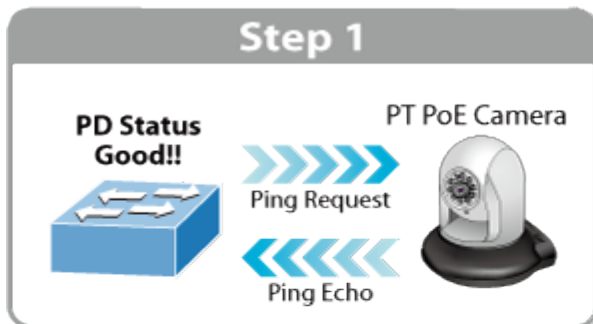 Step 1
PD Status
Good!!
PT PoE Camera
Ping Request
Ping Echo